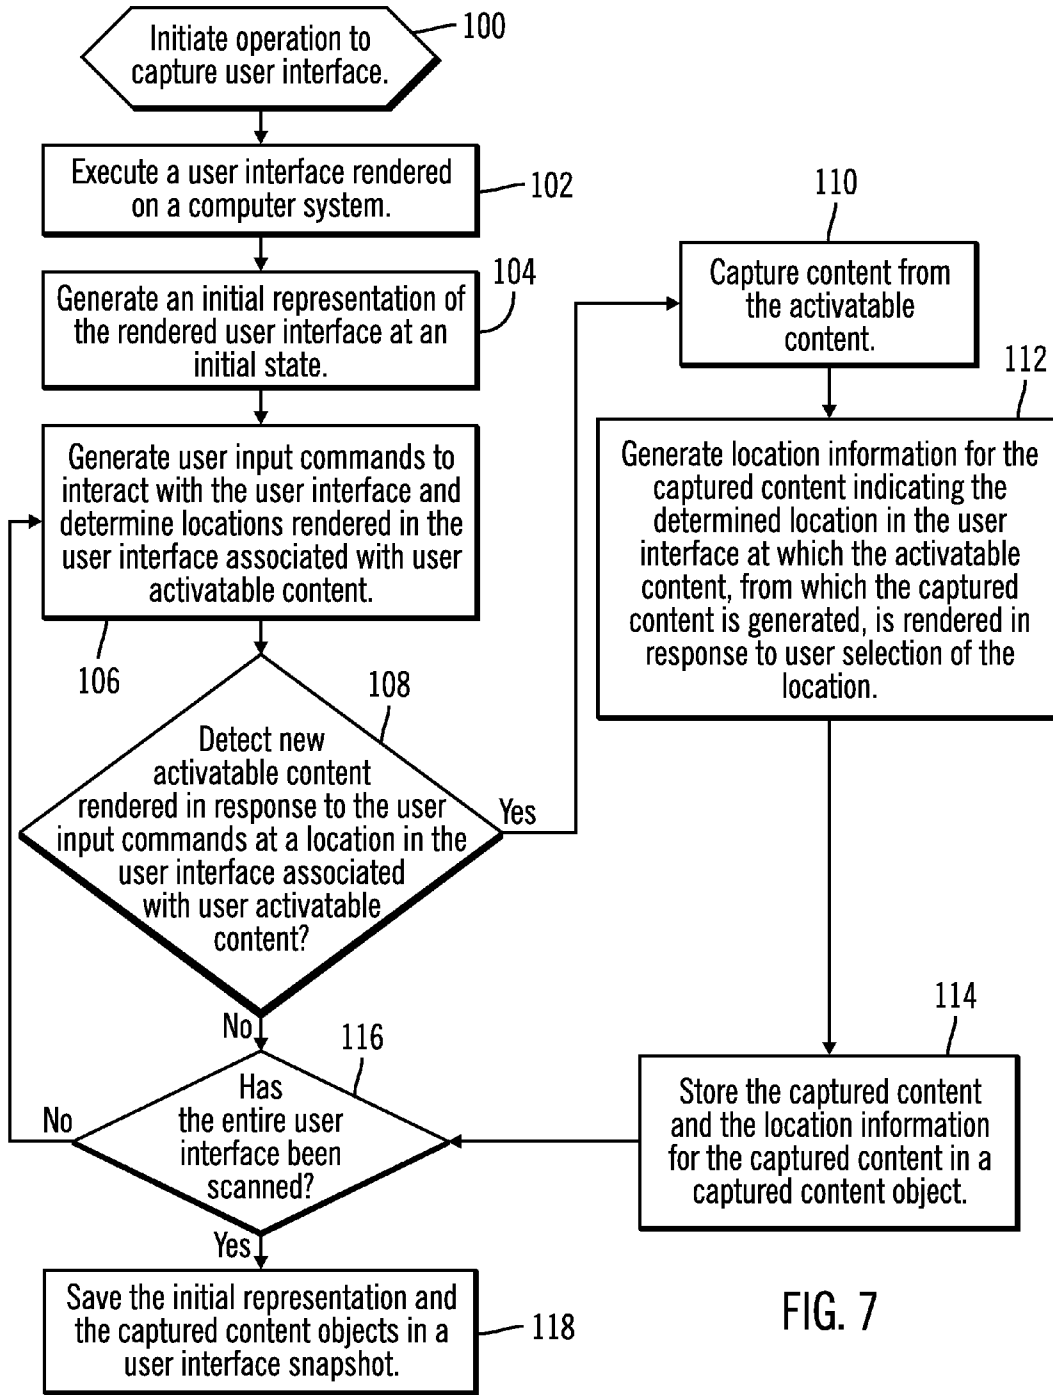 Initiate operation to
capture user interface.
100
Execute a user interface rendered
on a computer system.
102
Generate an initial representation of
the rendered user interface at an
initial state.
104
Generate user input commands to
interact with the user interface and
determine locations rendered in the
user interface associated with user
activatable content.
106
Detect new
activatable content
rendered in response to the user
input commands at a location in the
user interface associated
with user activatable
content?
108
Yes
No
110
Capture content from
the activatable
content.
112
Generate location information for the
captured content indicating the
determined location in the user
interface at which the activatable
content, from which the captured
content is generated, is rendered in
response to user selection of the
location.
114
Store the captured content
and the location information
for the captured content in a
captured content object.
116
Has
the entire user
interface been
scanned?
No
Yes
Save the initial representation and
the captured content objects in a
user interface snapshot.
118
FIG. 7